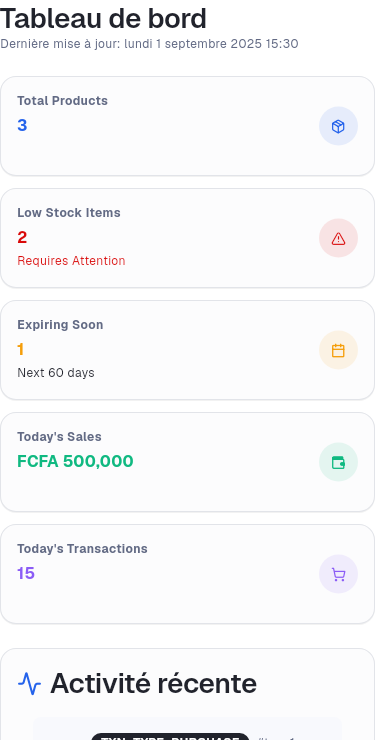 Tableau de bord
Dernière mise à jour: lundi 1 septembre 2025 15:30
Total Products
3
Low Stock Items
2
Requires Attention
Expiring Soon
1
Next 60 days
Today's Sales
FCFA 500,000
Today's Transactions
15
Activité récente